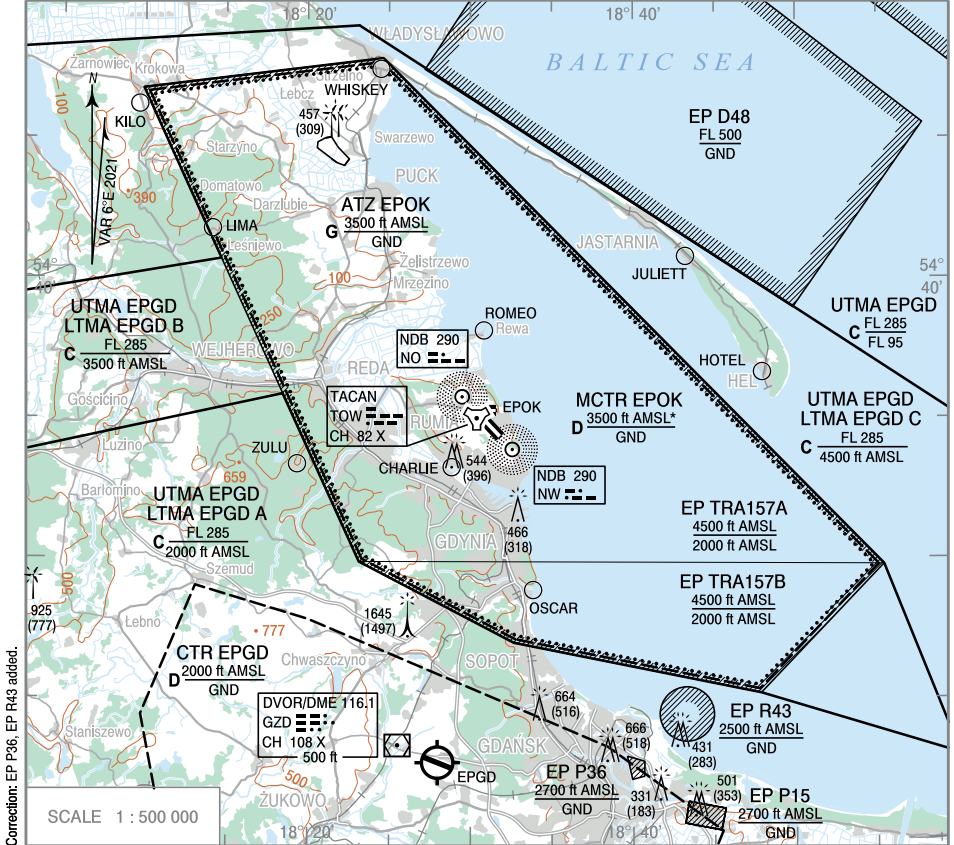 18°20'
18°40'
WŁADYSŁAWOWO
BALTIC SEA
Żarnowiec
Krokowa
Strzelno
Łebcz
WHISKEY
N
KILO
100
457
(309)
EP D48
FL 500
GND
Swarzewo
Starzyno
PUCK
VAR 6°E 2021
390
Domatowo
Darzlubie
ATZ EPOK
G
3500 ft AMSL
GND
LIMA
Leśniewo
JASTARNIA
JULIETT
54°
40'
Żelistrzewo
Mrzezino
100
54°
40'
UTMA EPGD
LTMA EPGD B
C
FL 285
3500 ft AMSL
250
UTMA EPGD
C
FL 285
FL 95
ROMEO
Rewa
NDB 290
NO
WEJHEROWO
REDA
HOTEL
HEL
Gościcino
TACAN
TOW
CH 82 X
RUMIA
EPOK
MCTR EPOK
D
3500 ft AMSL*
GND
UTMA EPGD
LTMA EPGD C
C
FL 285
4500 ft AMSL
Luzino
ZULU
659
CHARLIE
544
(396)
NDB 290
NW
Barłomino
UTMA EPGD
LTMA EPGD A
C
FL 285
2000 ft AMSL
466
(318)
GDYNIA
EP TRA157A
4500 ft AMSL
2000 ft AMSL
Szemud
500
925
(777)
EP TRA157B
4500 ft AMSL
2000 ft AMSL
OSCAR
Łebno
1645
(1497)
777
CTR EPGD
D
2000 ft AMSL
GND
Chwaszczyno
SOPOT
Staniszewo
DVOR/DME 116.1
GZD
CH 108 X
500 ft
664
(516)
EP R43
2500 ft AMSL
GND
666
(518)
431
(283)
GDAŃSK
EPGD
500
EP P36
2700 ft AMSL
GND
331
(183)
501
(353)
EP P15
2700 ft AMSL
GND
ŻUKOWO
SCALE 1 : 500 000
18°20'
18°40'
Correction: EP P36, EP R43 added.